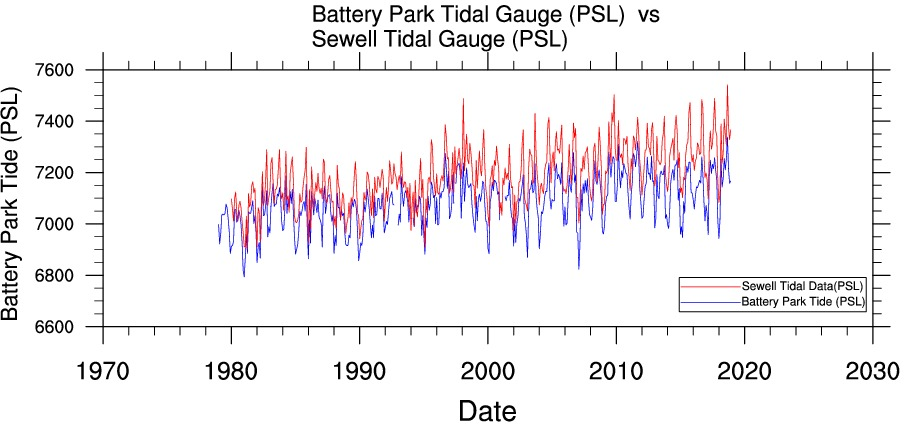 Battery Park Tidal Gauge (PSL) vs
Sewell Tidal Gauge (PSL)
Battery Park Tide (PSL)
7600
7400
7200
7000
6800
6600
Sewell Tidal Data(PSL)
Battery Park Tide (PSL)
1970 1980 1990 2000 2010 2020 2030
Date